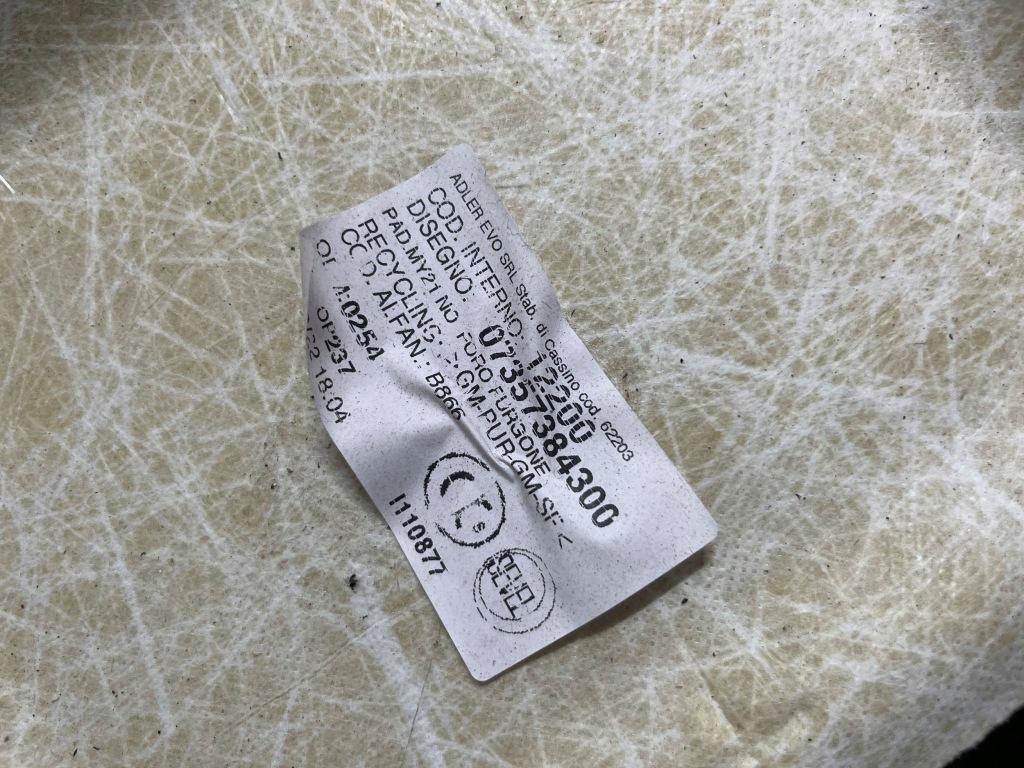 ADLER EVO SRL Stab. di Cassino cod. 62203
COD. INTERNO: 12200
DISEGNO: 07357384300
PAD.MY21 NO FORO FURGONE
RECYCLING: > GM-PUR-GM-SF <
COD. ALFAN.: B866
A0254
OP237
18:04
I110877